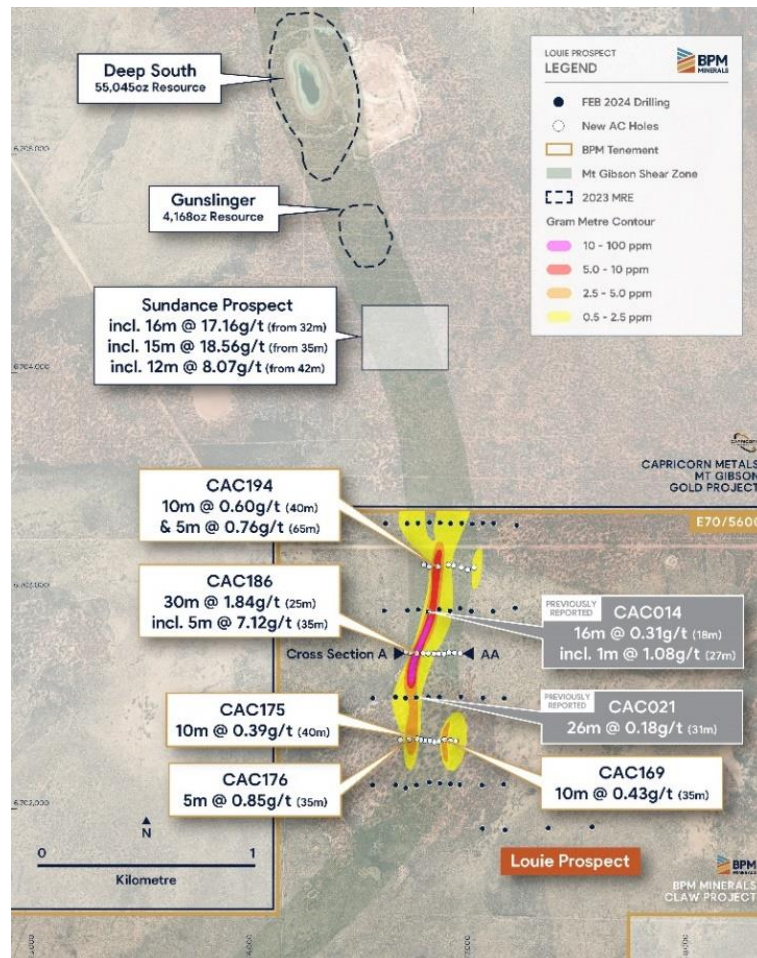 Deep South
55,045oz Resource
Gunslinger
4,168oz Resource
Sundance Prospect
incl. 16m @ 17.16g/t (from 32m)
incl. 15m @ 18.56g/t (from 35m)
incl. 12m @ 8.07g/t (from 42m)
LOUIE PROSPECT
LEGEND
BPM
MINERALS
FEB 2024 Drilling
New AC Holes
BPM Tenement
Mt Gibson Shear Zone
2023 MRE
Gram Metre Contour
10 - 100 ppm
5.0 - 10 ppm
2.5 - 5.0 ppm
0.5 - 2.5 ppm
CAPRICORN METALS
MT GIBSON
GOLD PROJECT
E70/5600
CAC194
10m @ 0.60g/t (40m)
& 5m @ 0.76g/t (65m)
CAC186
30m @ 1.84g/t (25m)
incl. 5m @ 7.12g/t (35m)
Cross Section A
AA
PREVIOUSLY
REPORTED
CAC014
16m @ 0.31g/t (18m)
incl. 1m @ 1.08g/t (27m)
PREVIOUSLY
REPORTED
CAC021
26m @ 0.18g/t (31m)
CAC175
10m @ 0.39g/t (40m)
CAC176
5m @ 0.85g/t (35m)
CAC169
10m @ 0.43g/t (35m)
6,702,000
N
0 1
Kilometre
Louie Prospect
BPM
BPM MINERALS
CLAW PROJECT